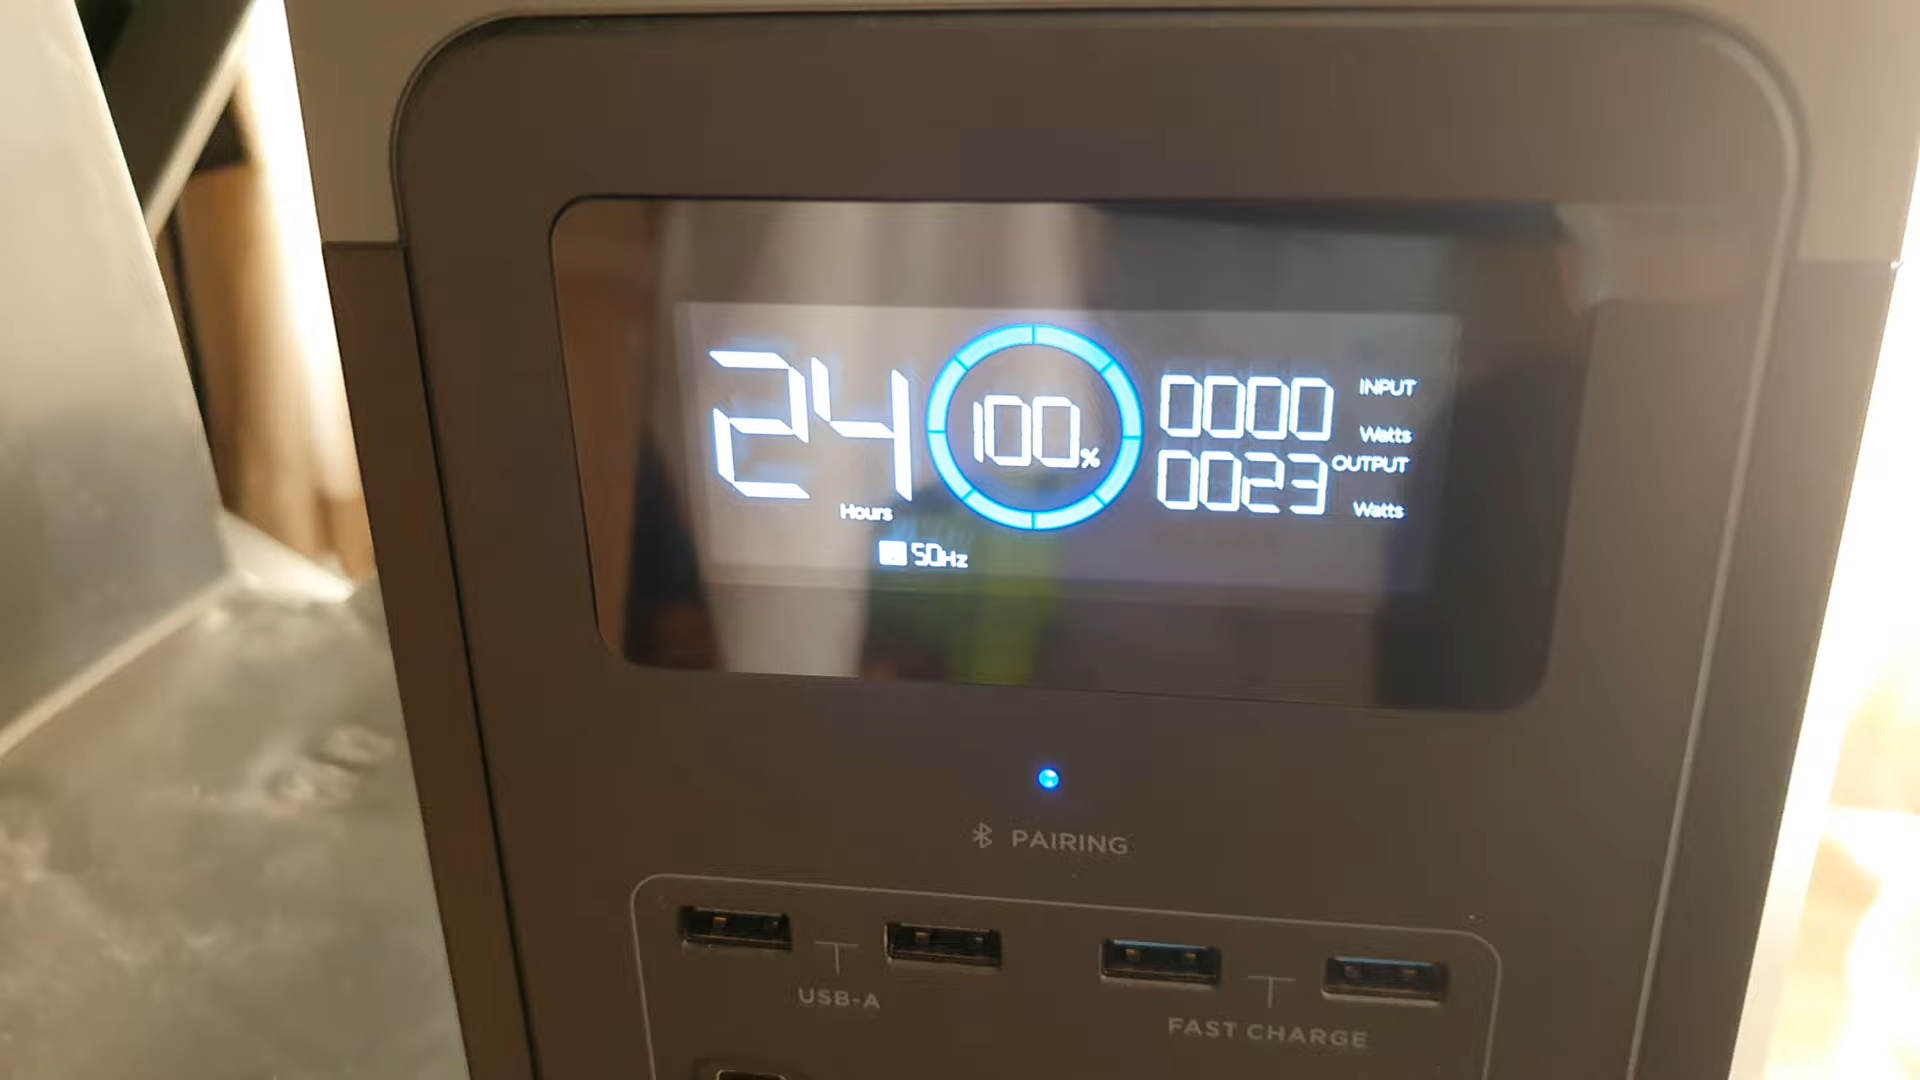 24 Hours
100%
0000 INPUT Watts
0023 OUTPUT Watts
50Hz
PAIRING
USB-A
FAST CHARGE